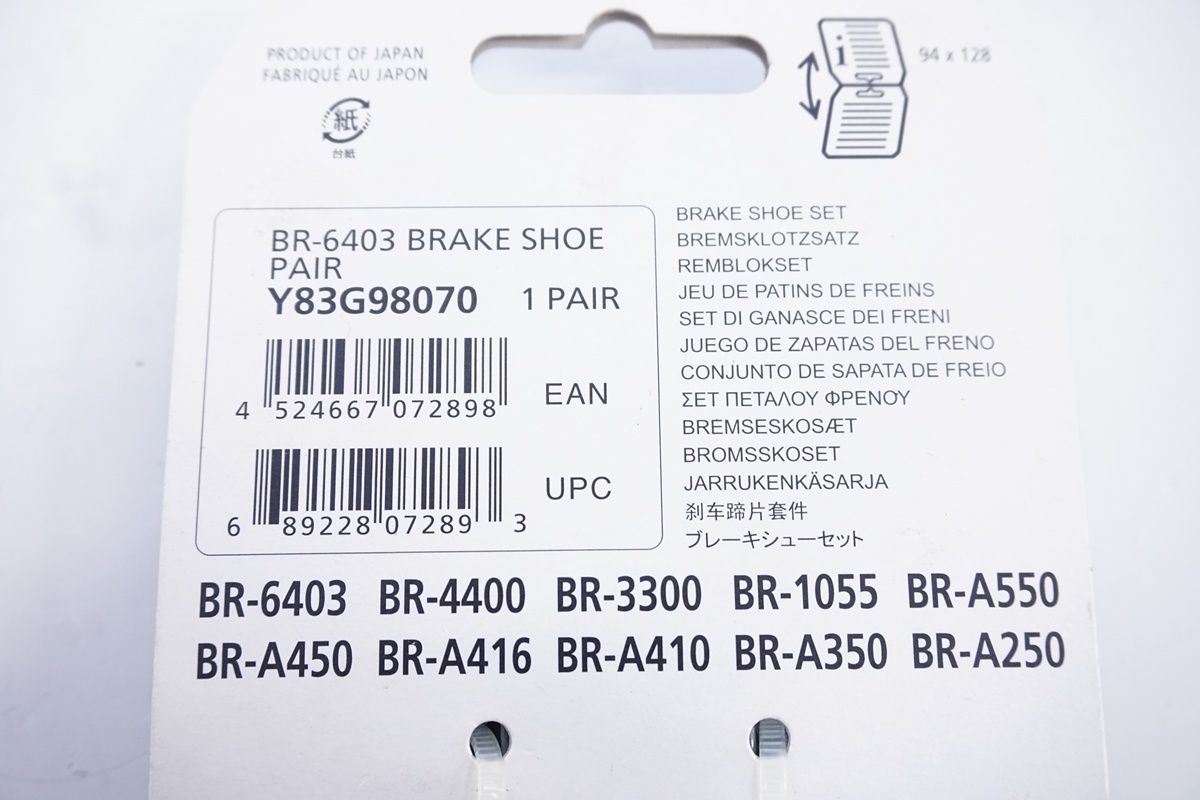 PRODUCT OF JAPAN
FABRIQUÉ AU JAPON
紙
台紙
i
94 x 128
BR-6403 BRAKE SHOE
PAIR
Y83G98070 1 PAIR
4 524667 072898
EAN
6 89228 07289 3
UPC
BRAKE SHOE SET
BREMSKLOTZSATZ
REMBLOKSET
JEU DE PATINS DE FREINS
SET DI GANASCE DEI FRENI
JUEGO DE ZAPATAS DEL FRENO
CONJUNTO DE SAPATA DE FREIO
ΣΕΤ ΠΕΤΑΛΟΥ ΦΡΕΝΟΥ
BREMSESKOSÆT
BROMSSKOSET
JARRUKENKÄSARJA
刹车蹄片套件
ブレーキシューセット
BR-6403 BR-4400 BR-3300 BR-1055 BR-A550
BR-A450 BR-A416 BR-A410 BR-A350 BR-A250